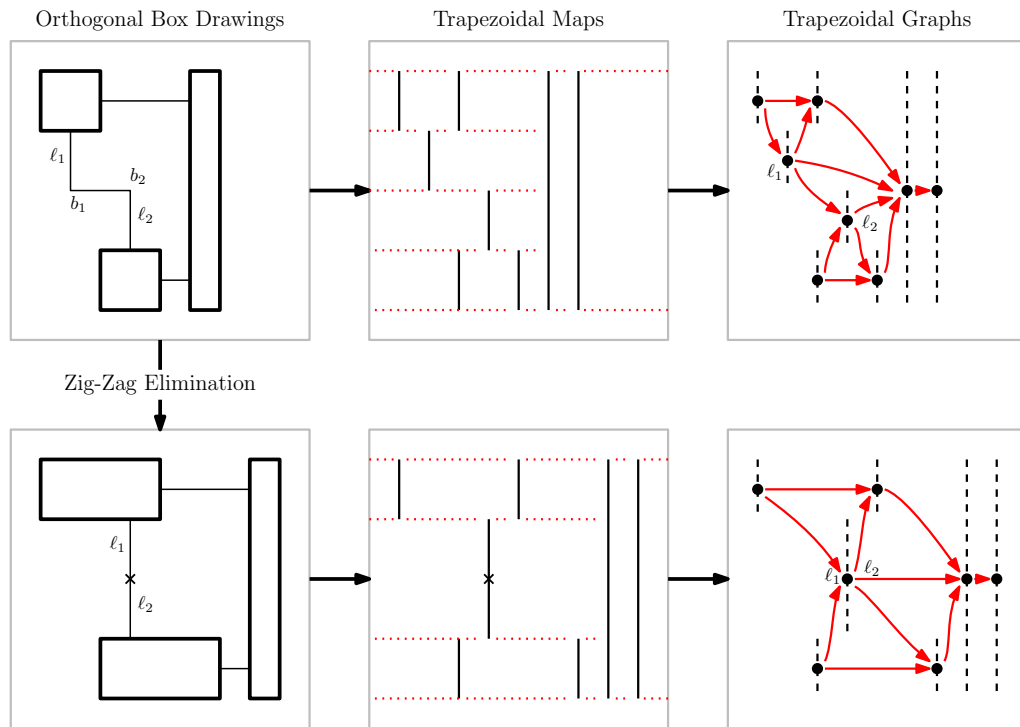 Orthogonal Box Drawings
Trapezoidal Maps
Trapezoidal Graphs
ℓ₁
b₂
b₁
ℓ₂
ℓ₁
ℓ₂
Zig-Zag Elimination
ℓ₁
ℓ₂
ℓ₁
ℓ₂